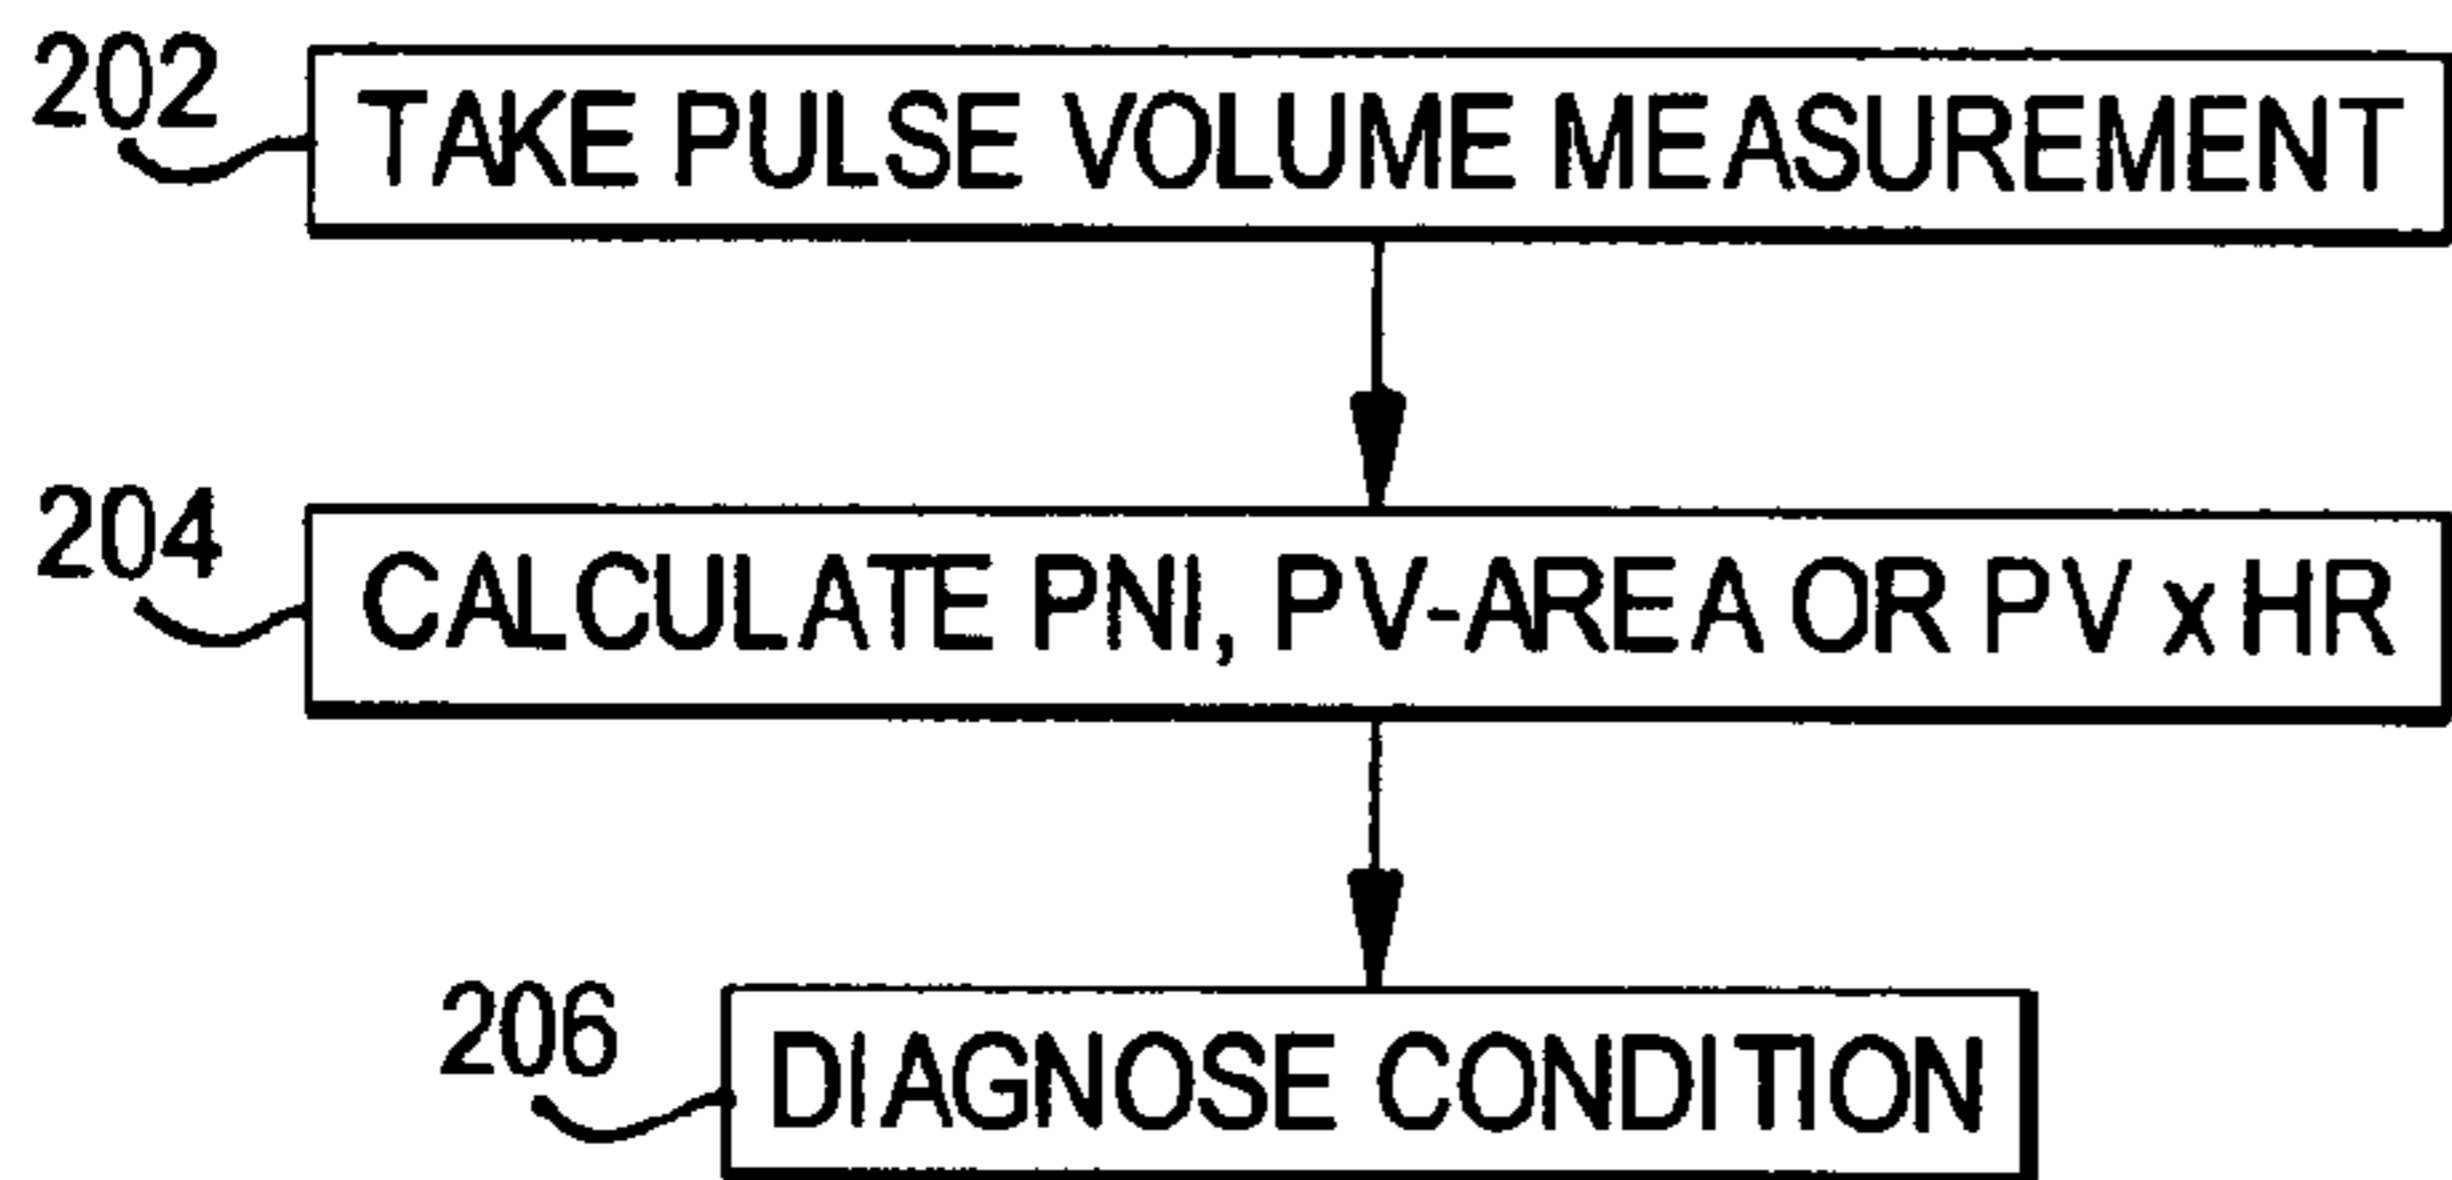 202
TAKE PULSE VOLUME MEASUREMENT
204
CALCULATE PNI, PV-AREA OR PV x HR
206
DIAGNOSE CONDITION